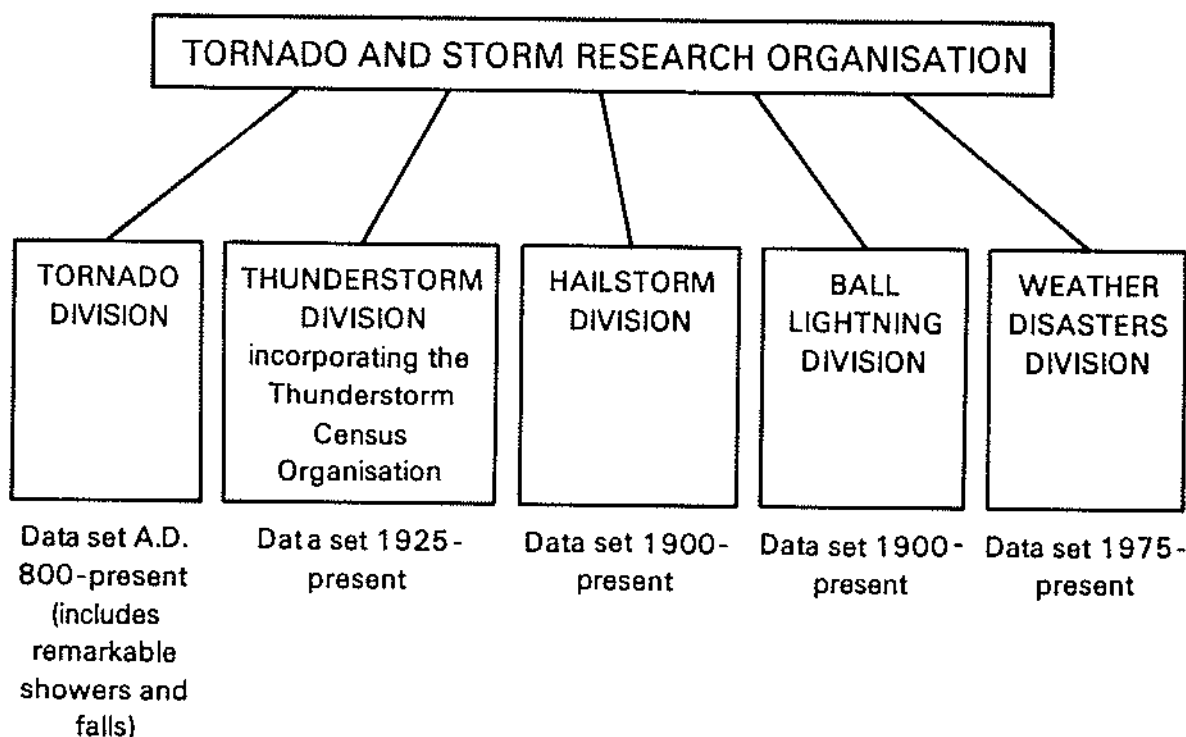 TORNADO AND STORM RESEARCH ORGANISATION
TORNADO
DIVISION
THUNDERSTORM
DIVISION
incorporating the
Thunderstorm
Census
Organisation
HAILSTORM
DIVISION
BALL
LIGHTNING
DIVISION
WEATHER
DISASTERS
DIVISION
Data set A.D.
800-present
(includes
remarkable
showers and
falls)
Data set 1925-
present
Data set 1900-
present
Data set 1900-
present
Data set 1975-
present